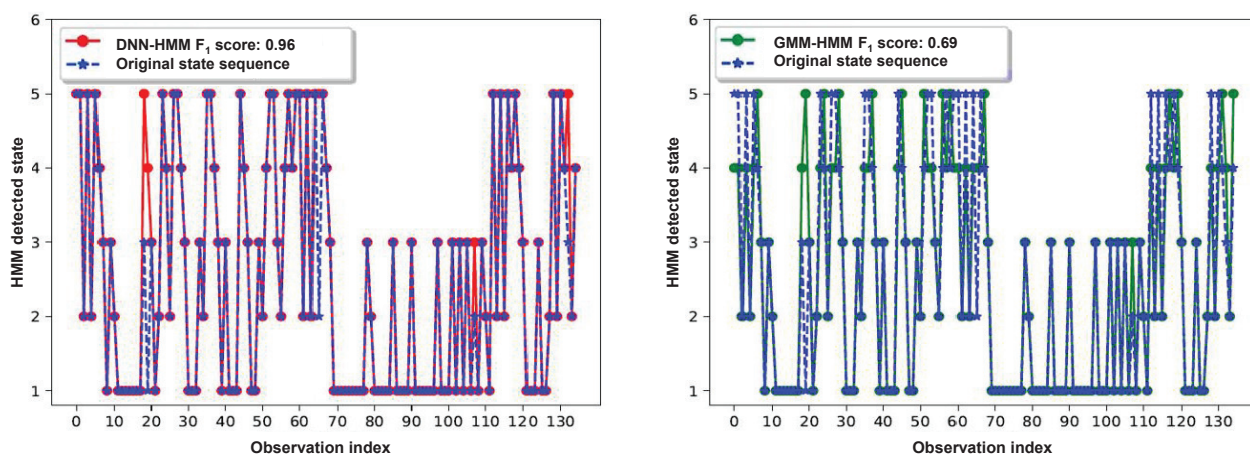 6
5
4
3
2
1
HMM detected state
DNN-HMM F₁ score: 0.96
Original state sequence
0 10 20 30 40 50 60 70 80 90 100 110 120 130
Observation index
6
5
4
3
2
1
HMM detected state
GMM-HMM F₁ score: 0.69
Original state sequence
0 10 20 30 40 50 60 70 80 90 100 110 120 130
Observation index